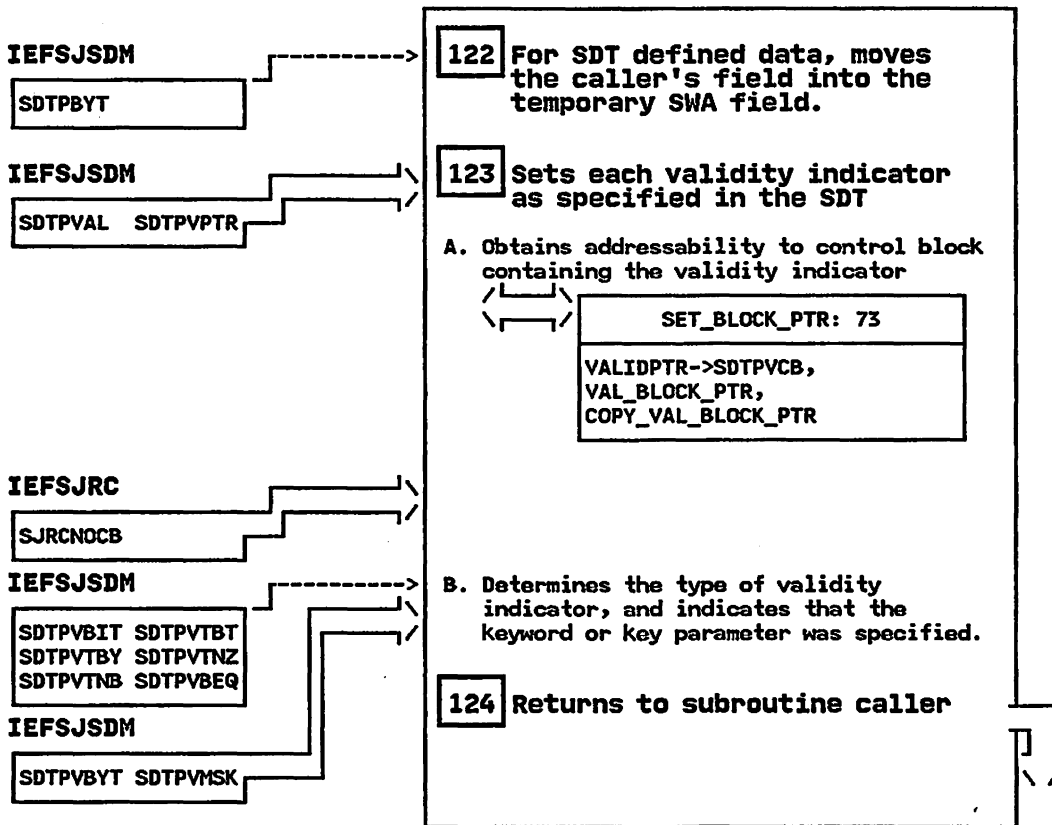 IEFSJSDM
SDTPBYT
122 For SDT defined data, moves
the caller's field into the
temporary SWA field.
IEFSJSDM
SDTPVAL SDTPVPTR
123 Sets each validity indicator
as specified in the SDT
A. Obtains addressability to control block
containing the validity indicator
SET_BLOCK_PTR: 73
VALIDPTR->SDTPVCB,
VAL_BLOCK_PTR,
COPY_VAL_BLOCK_PTR
IEFSJRC
SJRCNOCB
IEFSJSDM
SDTPVBIT SDTPVTBT
SDTPVTBY SDTPVTNZ
SDTPVTNB SDTPVBEQ
B. Determines the type of validity
indicator, and indicates that the
keyword or key parameter was specified.
IEFSJSDM
SDTPVBYT SDTPVMSK
124 Returns to subroutine caller